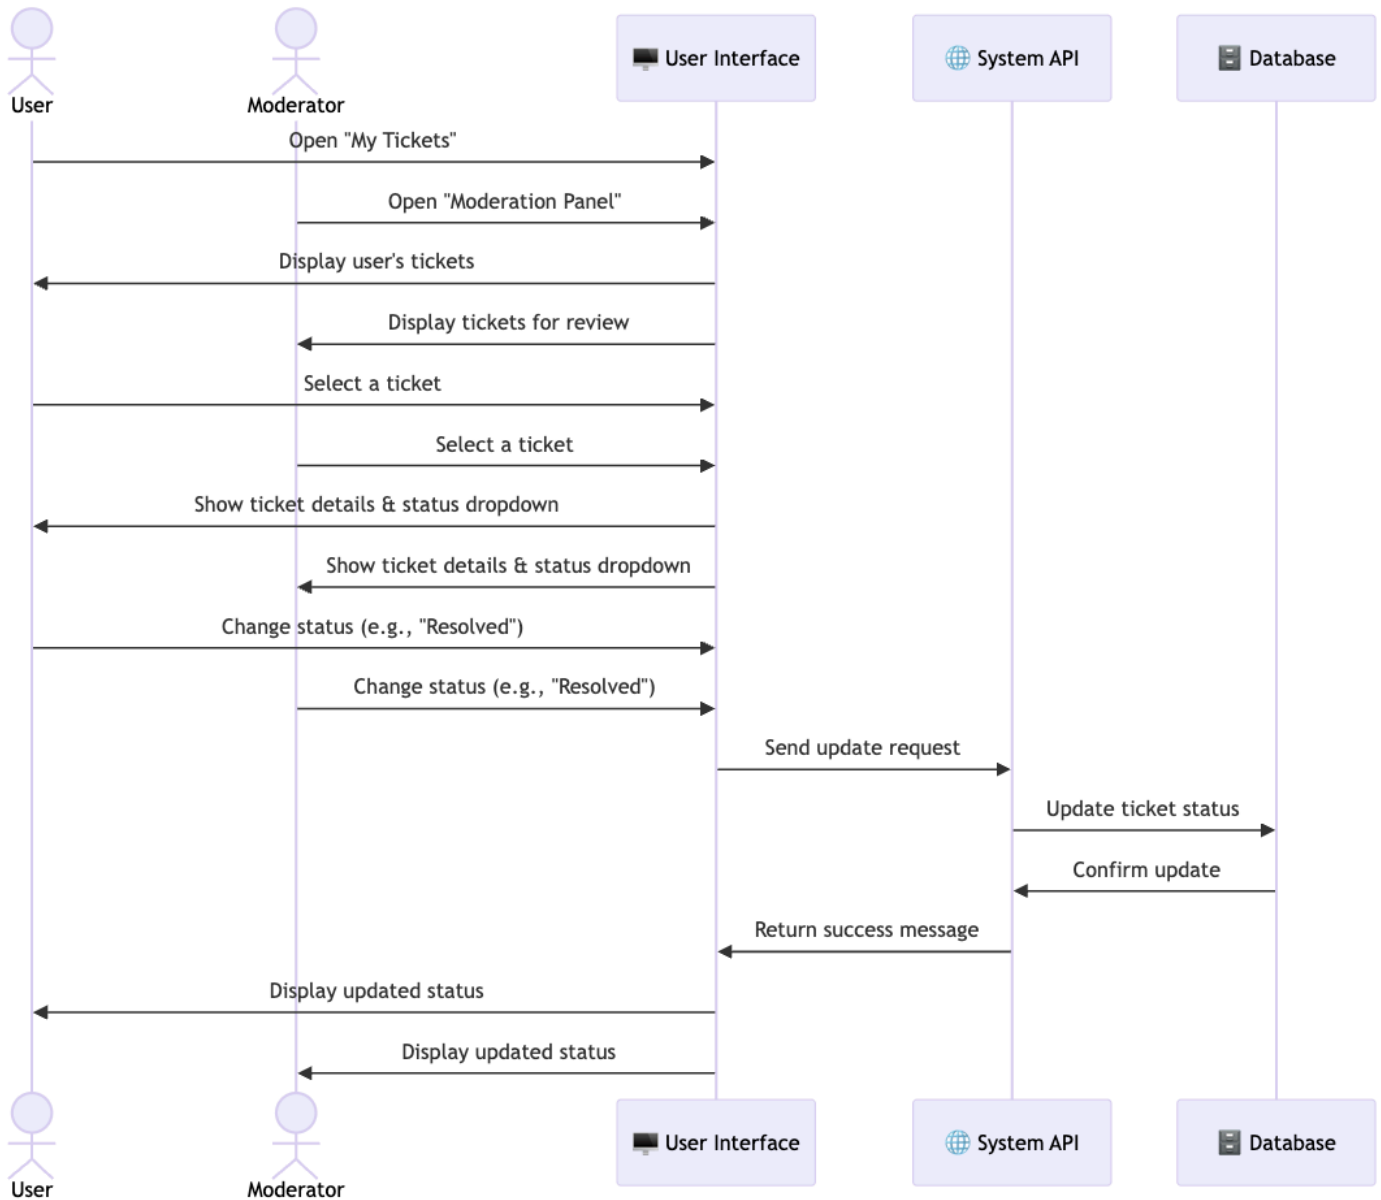 User
Moderator
User Interface
System API
Database
Open "My Tickets"
Open "Moderation Panel"
Display user's tickets
Display tickets for review
Select a ticket
Select a ticket
Show ticket details & status dropdown
Show ticket details & status dropdown
Change status (e.g., "Resolved")
Change status (e.g., "Resolved")
Send update request
Update ticket status
Confirm update
Return success message
Display updated status
Display updated status
User
Moderator
User Interface
System API
Database